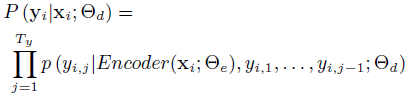 P (y_i|x_i; Θ_d) =
∏_{j=1}^{T_y} p (y_{i,j}|Encoder(x_i; Θ_e), y_{i,1}, . . . , y_{i,j−1}; Θ_d)